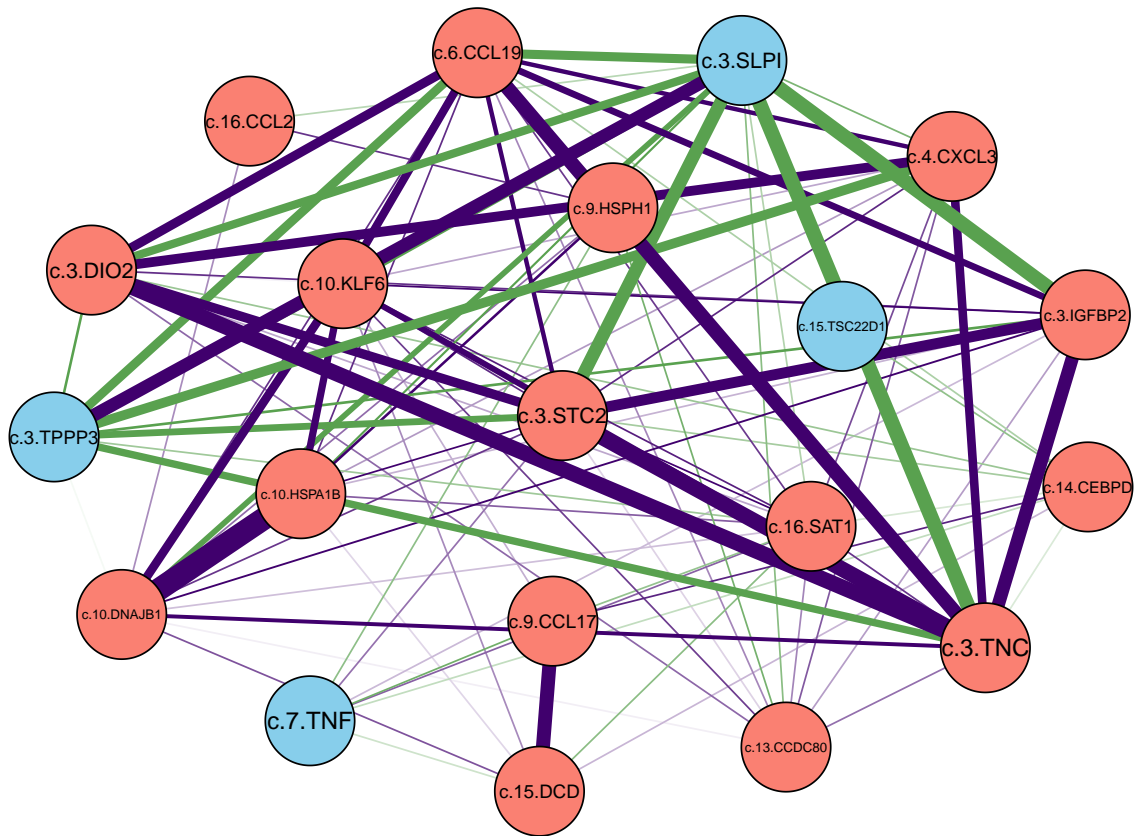 c.6.CCL19
c.3.SLPI
c.16.CCL2
c.4.CXCL3
c.9.HSPH1
c.3.DIO2
c.10.KLF6
c.3.IGFBP2
c.15.TSC22D1
c.3.STC2
c.3.TPPP3
c.14.CEBPD
c.10.HSPA1B
c.16.SAT1
c.10.DNAJB1
c.9.CCL17
c.3.TNC
c.7.TNF
c.13.CCDC80
c.15.DCD